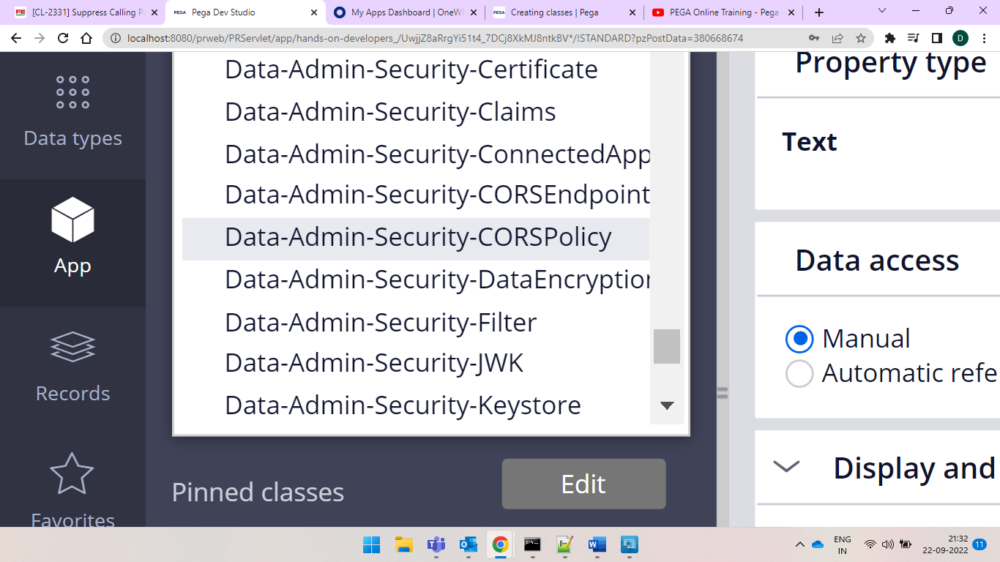 [CL-2331] Suppress Calling P
Pega Dev Studio
My Apps Dashboard | OneW
Creating classes | Pega
PEGA Online Training - Pega
localhost:8080/prweb/PRServlet/app/hands-on-developers_/UwjjZ8aRrgYi51t4_7DCj8XkMJ8ntkBV*/!STANDARD?pzPostData=380668674
D
Data types
App
Records
Favorites
Data-Admin-Security-Certificate
Data-Admin-Security-Claims
Data-Admin-Security-ConnectedApp
Data-Admin-Security-CORSEndpoint
Data-Admin-Security-CORSPolicy
Data-Admin-Security-DataEncryption
Data-Admin-Security-Filter
Data-Admin-Security-JWK
Data-Admin-Security-Keystore
Pinned classes
Edit
Property type
Text
Data access
Manual
Automatic refe
Display and
ENG
IN
21:32
22-09-2022
11